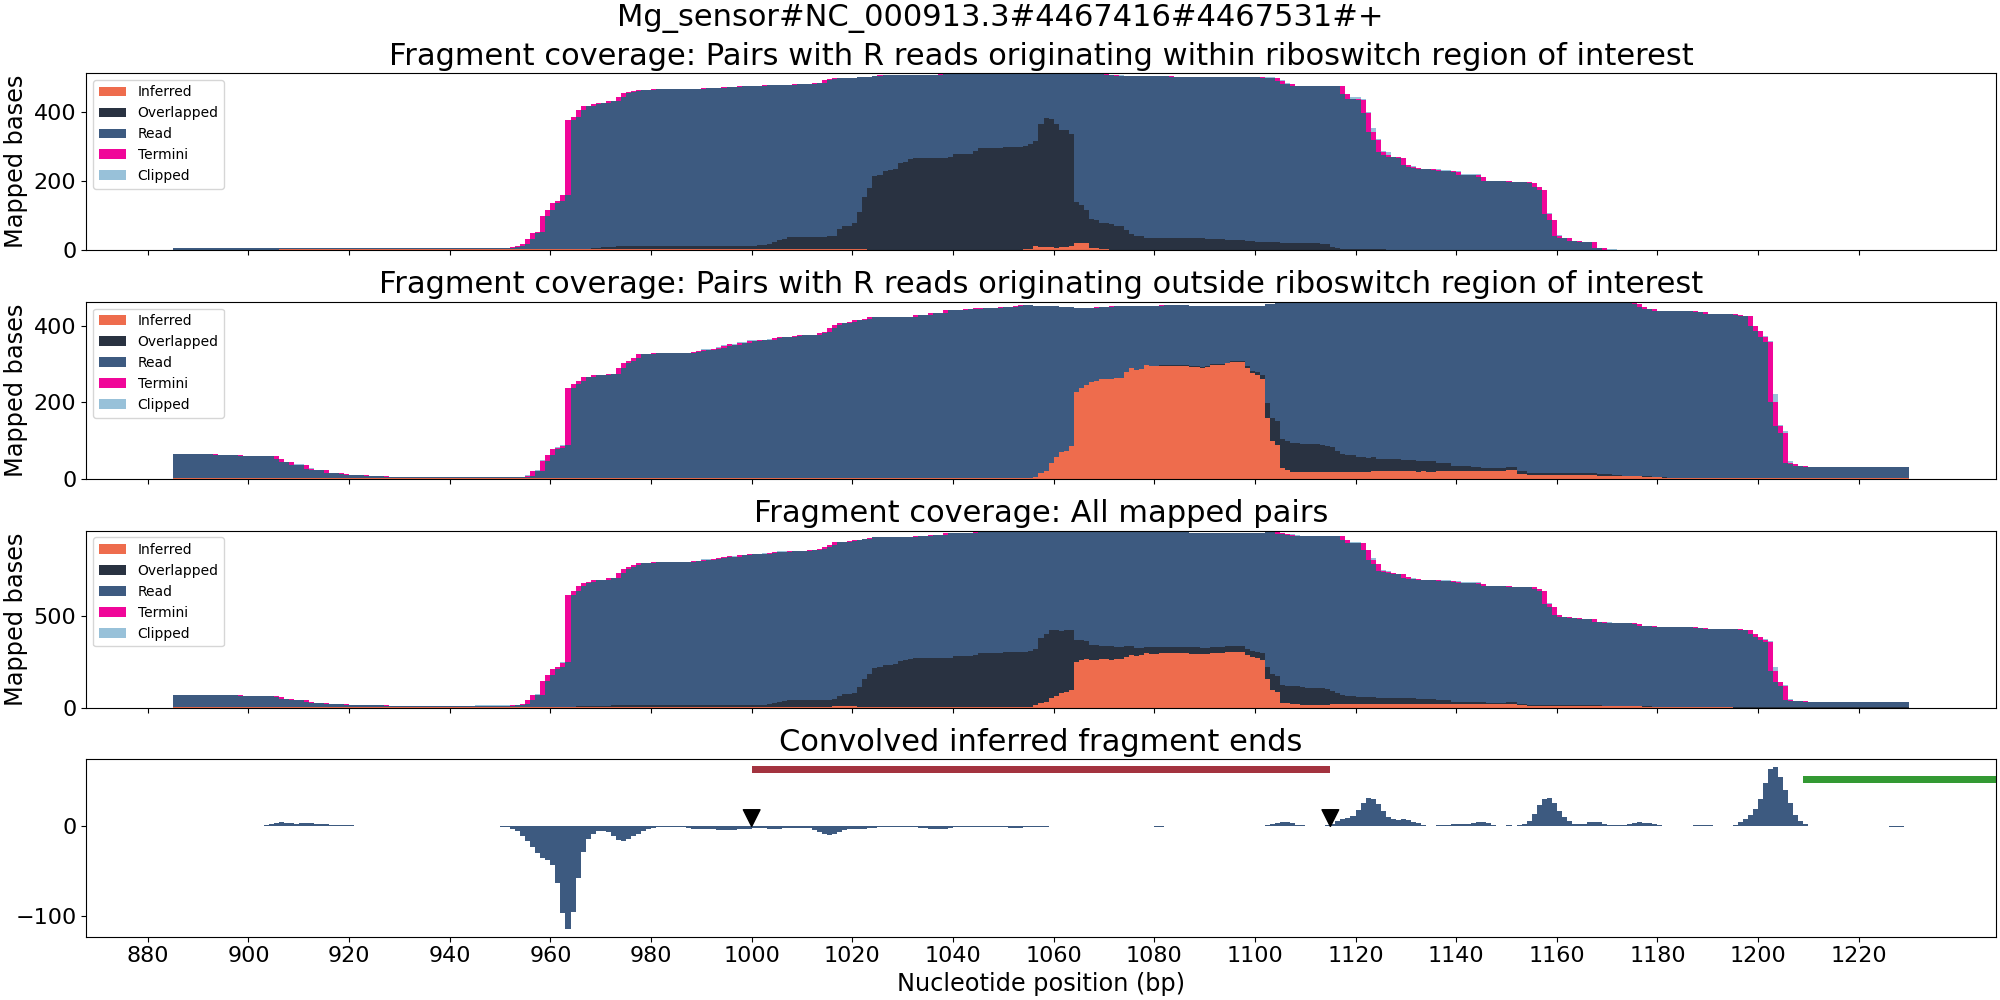 Mg_sensor#NC_000913.3#4467416#4467531#+
Fragment coverage: Pairs with R reads originating within riboswitch region of interest
Mapped bases
400
200
0
Inferred
Overlapped
Read
Termini
Clipped
Fragment coverage: Pairs with R reads originating outside riboswitch region of interest
Mapped bases
400
200
0
Inferred
Overlapped
Read
Termini
Clipped
Fragment coverage: All mapped pairs
Mapped bases
500
0
Inferred
Overlapped
Read
Termini
Clipped
Convolved inferred fragment ends
0
−100
880 900 920 940 960 980 1000 1020 1040 1060 1080 1100 1120 1140 1160 1180 1200 1220
Nucleotide position (bp)